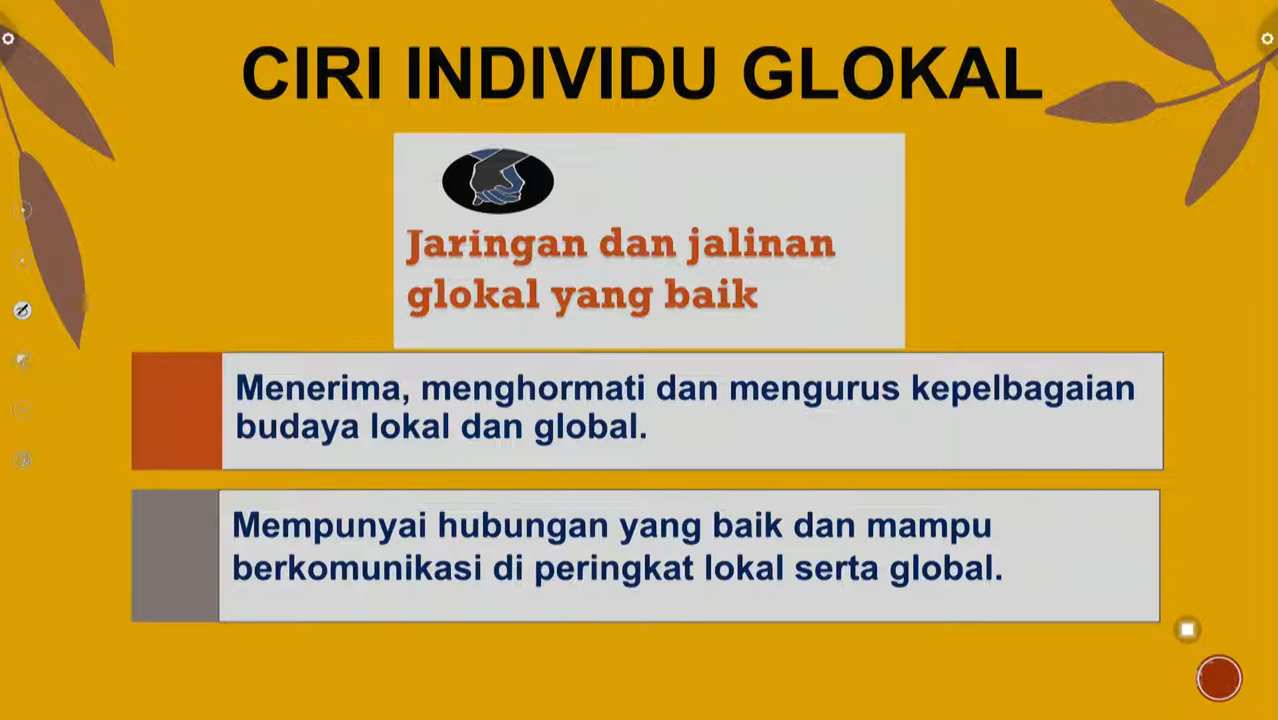 CIRI INDIVIDU GLOKAL
Jaringan dan jalinan
glokal yang baik
Menerima, menghormati dan mengurus kepelbagaian
budaya lokal dan global.
Mempunyai hubungan yang baik dan mampu
berkomunikasi di peringkat lokal serta global.